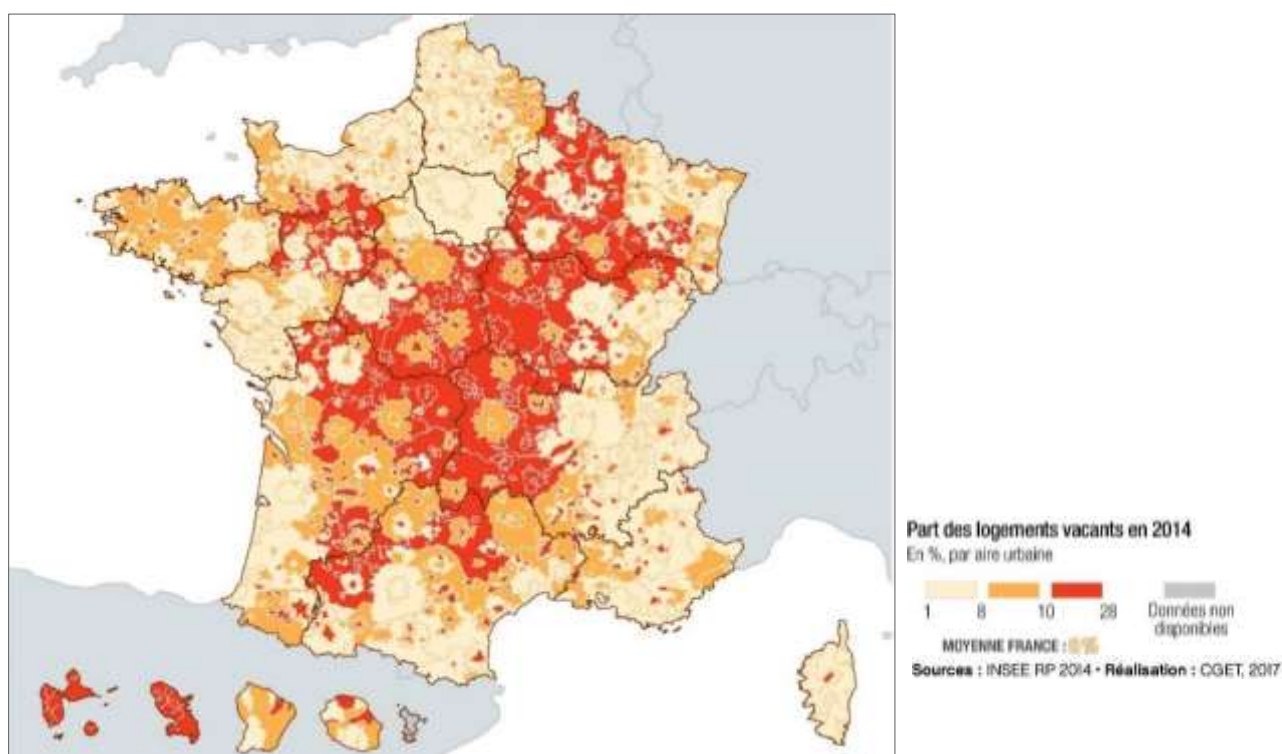 Part des logements vacants en 2014
En %, par aire urbaine
1 8 10 28
Données non
disponibles
MOYENNE FRANCE : 8 %
Sources : INSEE RP 2014 • Réalisation : CGET, 2017